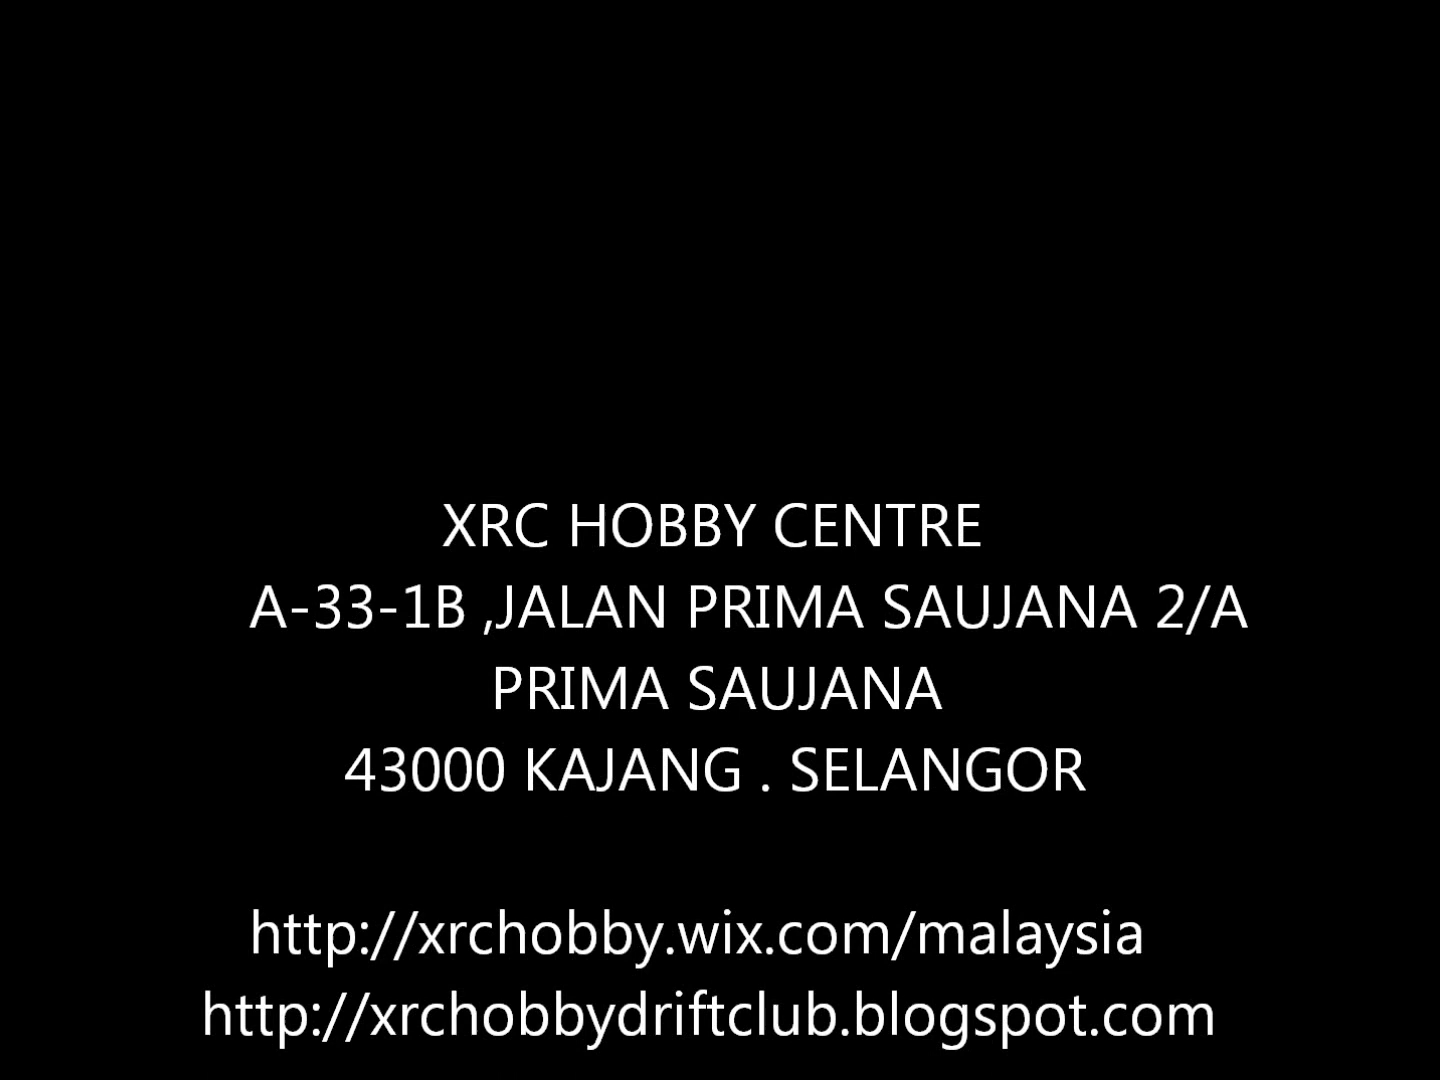 XRC HOBBY CENTRE
A-33-1B ,JALAN PRIMA SAUJANA 2/A
PRIMA SAUJANA
43000 KAJANG . SELANGOR
http://xrchobby.wix.com/malaysia
http://xrchobbydriftclub.blogspot.com